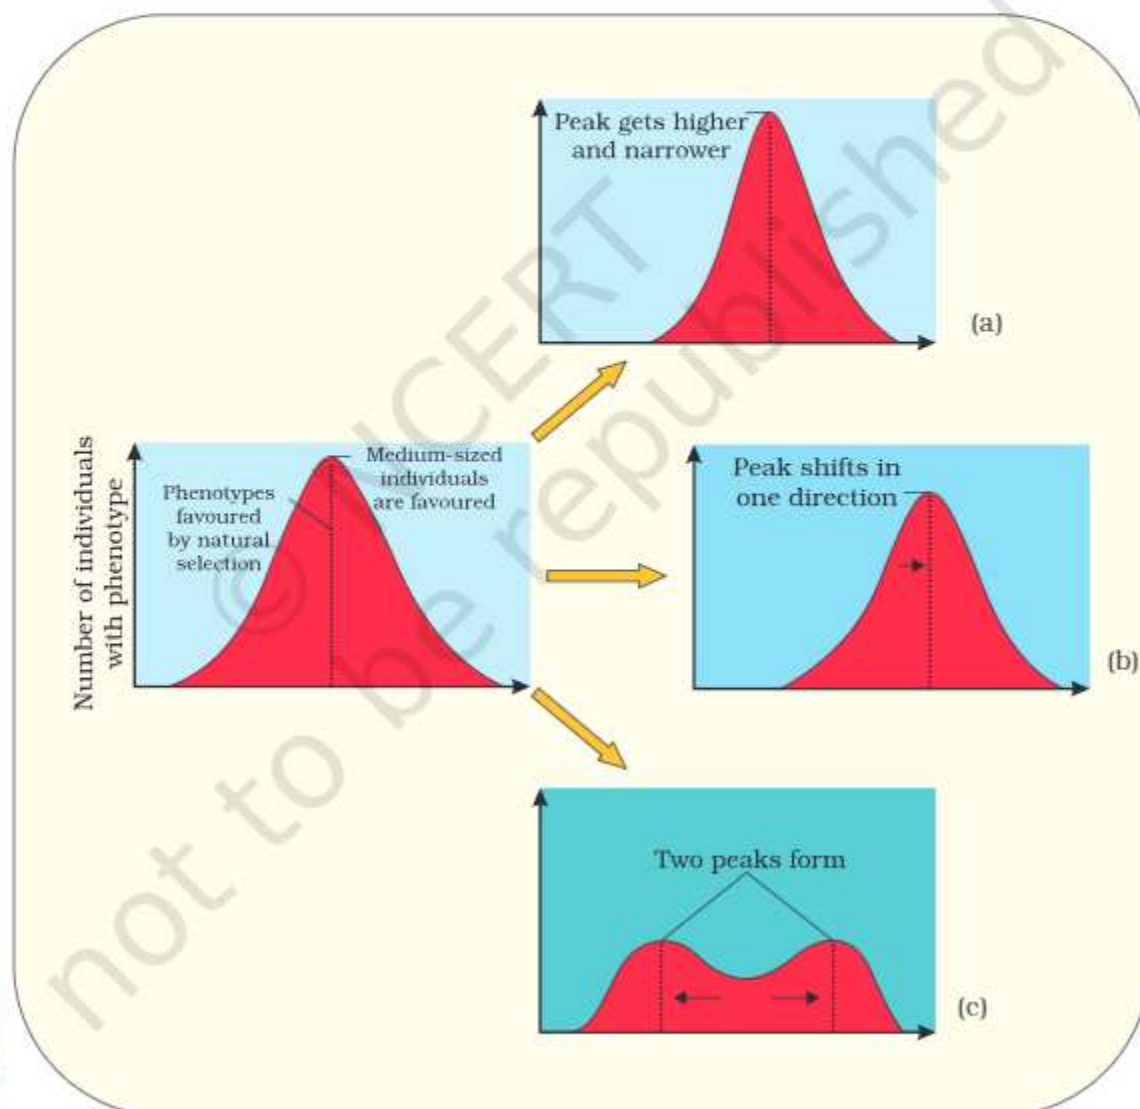 Peak gets higher
and narrower
(a)
Number of individuals
with phenotype
Phenotypes
favoured
by natural
selection
Medium-sized
individuals
are favoured
Peak shifts in
one direction
(b)
Two peaks form
(c)
© NCERT
not to be republished